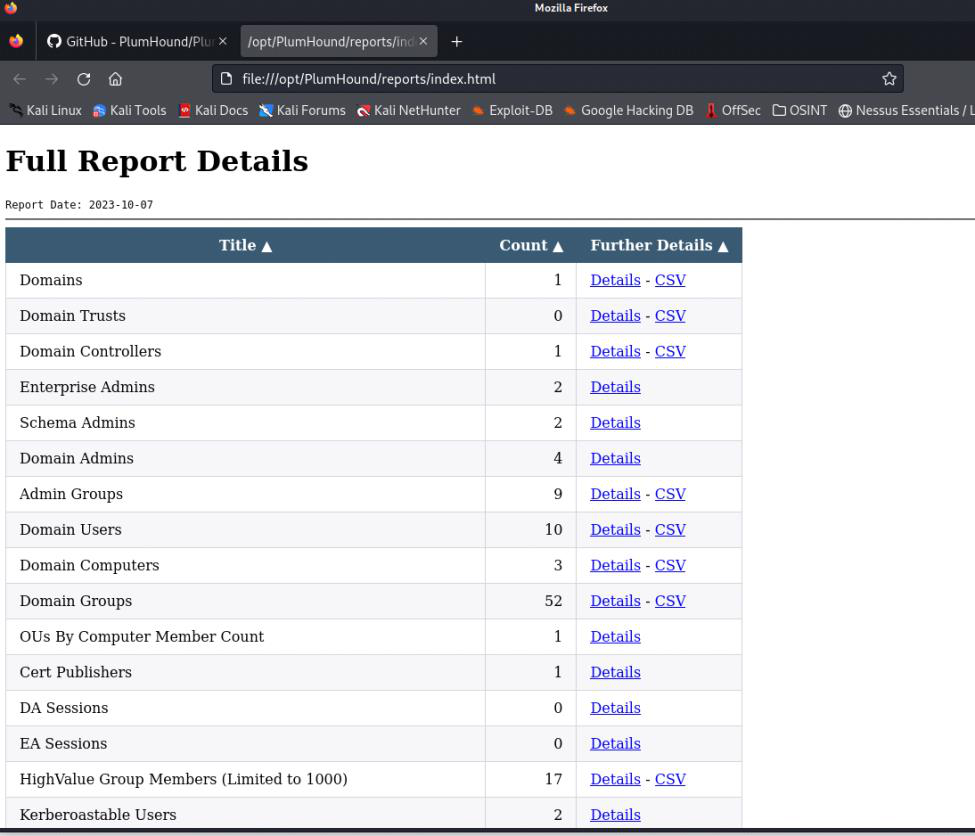 Mozilla Firefox
GitHub - PlumHound/Plu
/opt/PlumHound/reports/ind
file:///opt/PlumHound/reports/index.html
Kali Linux Kali Tools Kali Docs Kali Forums Kali NetHunter Exploit-DB Google Hacking DB OffSec OSINT Nessus Essentials / L
Full Report Details
Report Date: 2023-10-07
Title ▲ Count ▲ Further Details ▲
Domains 1 Details - CSV
Domain Trusts 0 Details - CSV
Domain Controllers 1 Details - CSV
Enterprise Admins 2 Details
Schema Admins 2 Details
Domain Admins 4 Details
Admin Groups 9 Details - CSV
Domain Users 10 Details - CSV
Domain Computers 3 Details - CSV
Domain Groups 52 Details - CSV
OUs By Computer Member Count 1 Details
Cert Publishers 1 Details
DA Sessions 0 Details
EA Sessions 0 Details
HighValue Group Members (Limited to 1000) 17 Details - CSV
Kerberoastable Users 2 Details